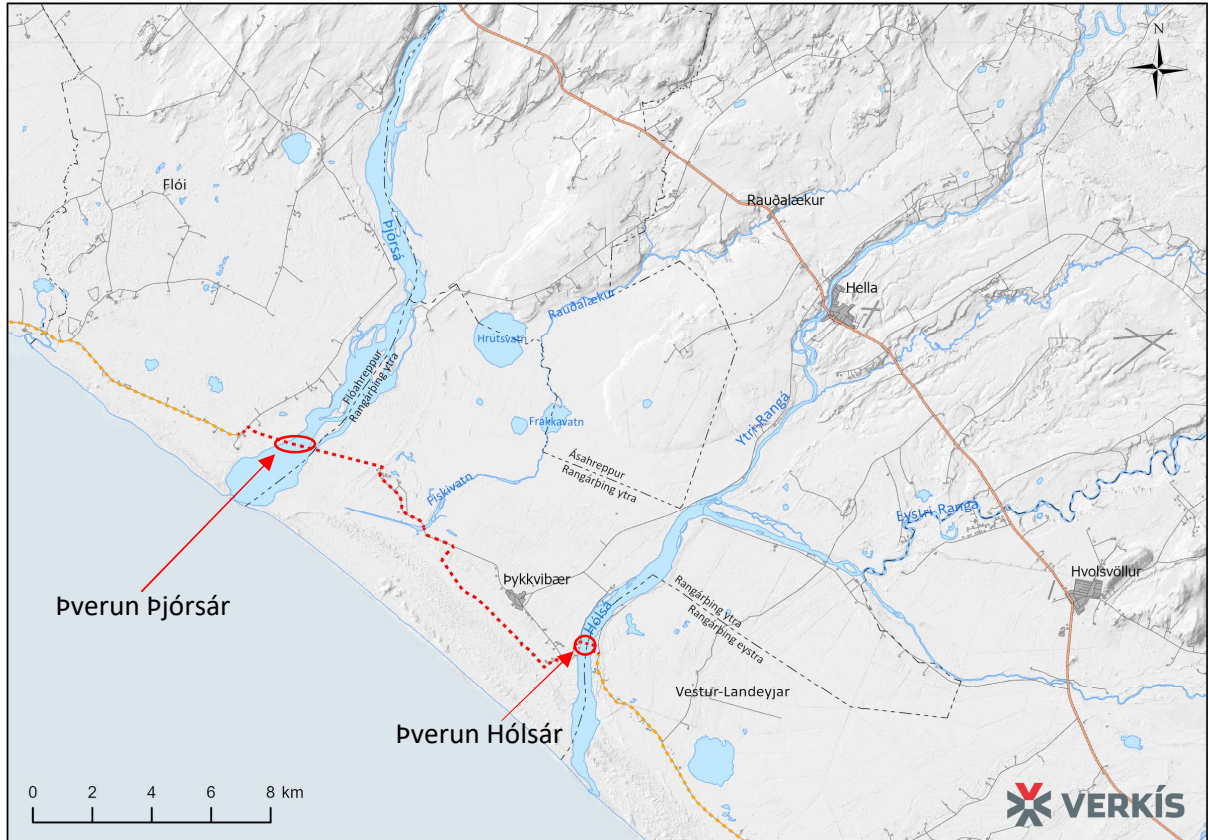 N
Flói
Þjórsá
Rauðalækur
Hella
Rauðalækur
Hrútsvatn
Flóahreppur
Rangárþing ytra
Frakkavatn
Ytri-Rangá
Ásahreppur
Rangárþing ytra
Fiskivatn
Eystri-Rangá
Þykkvibær
Hvolsvöllur
Þverun Þjórsár
Rangárþing ytra
Rangárþing eystra
Hólsá
Vestur-Landeyjar
Þverun Hólsár
0 2 4 6 8 km
VERKÍS